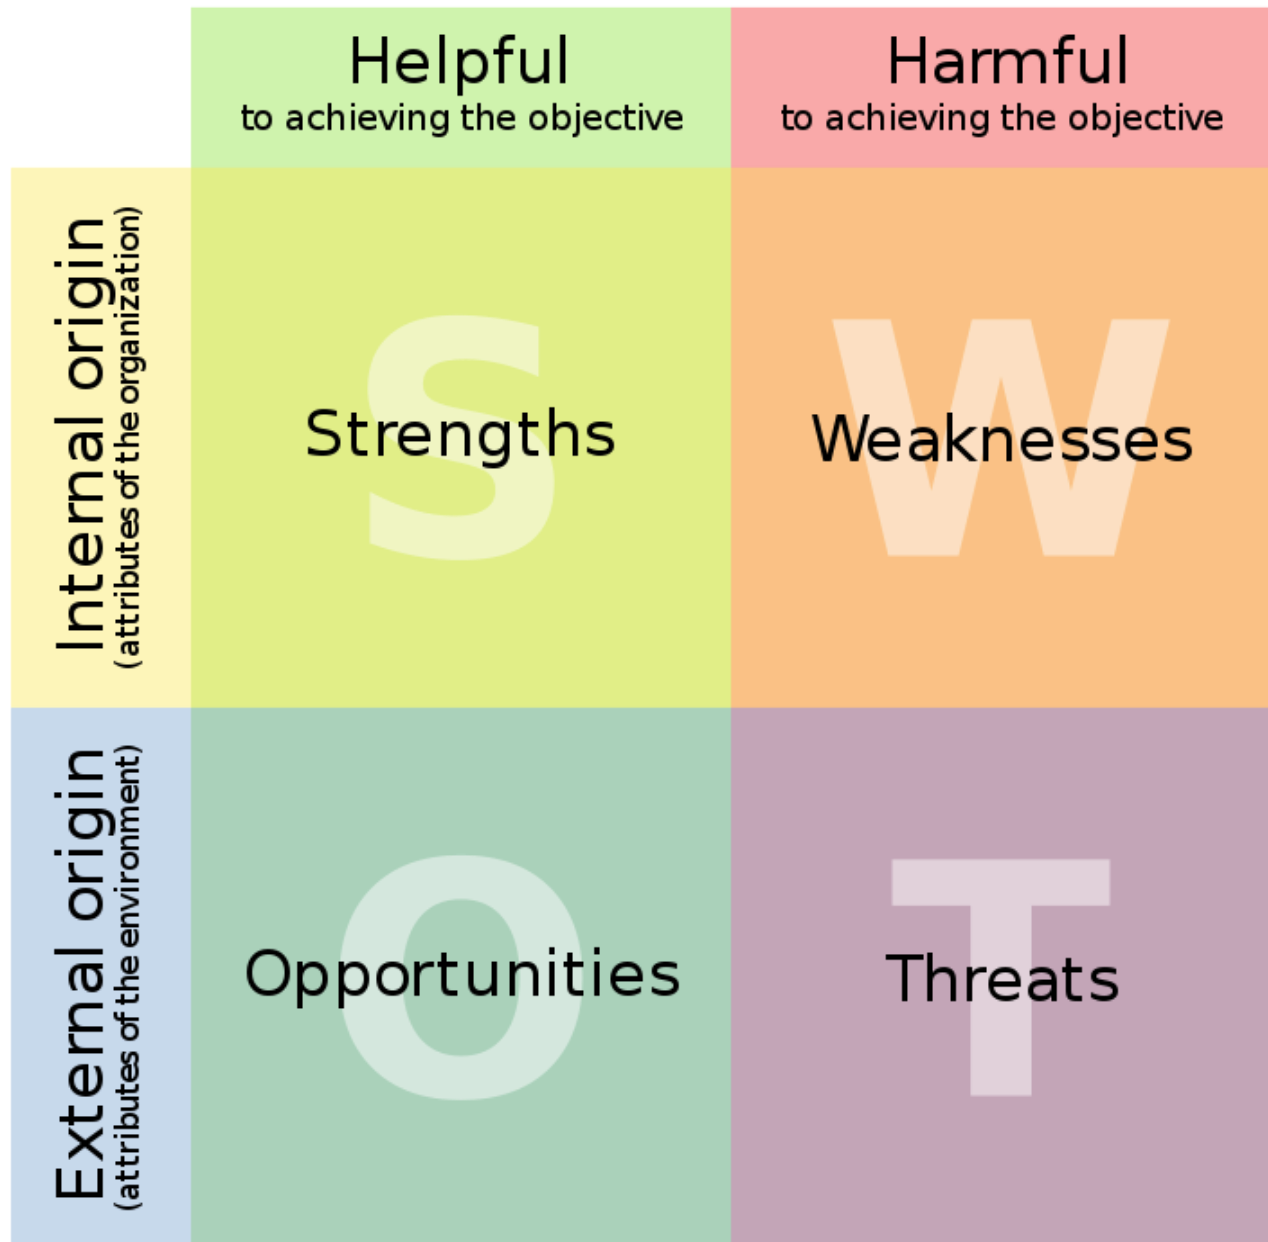 Helpful
to achieving the objective
Harmful
to achieving the objective
Internal origin
(attributes of the organization)
S
Strengths
W
Weaknesses
External origin
(attributes of the environment)
O
Opportunities
T
Threats